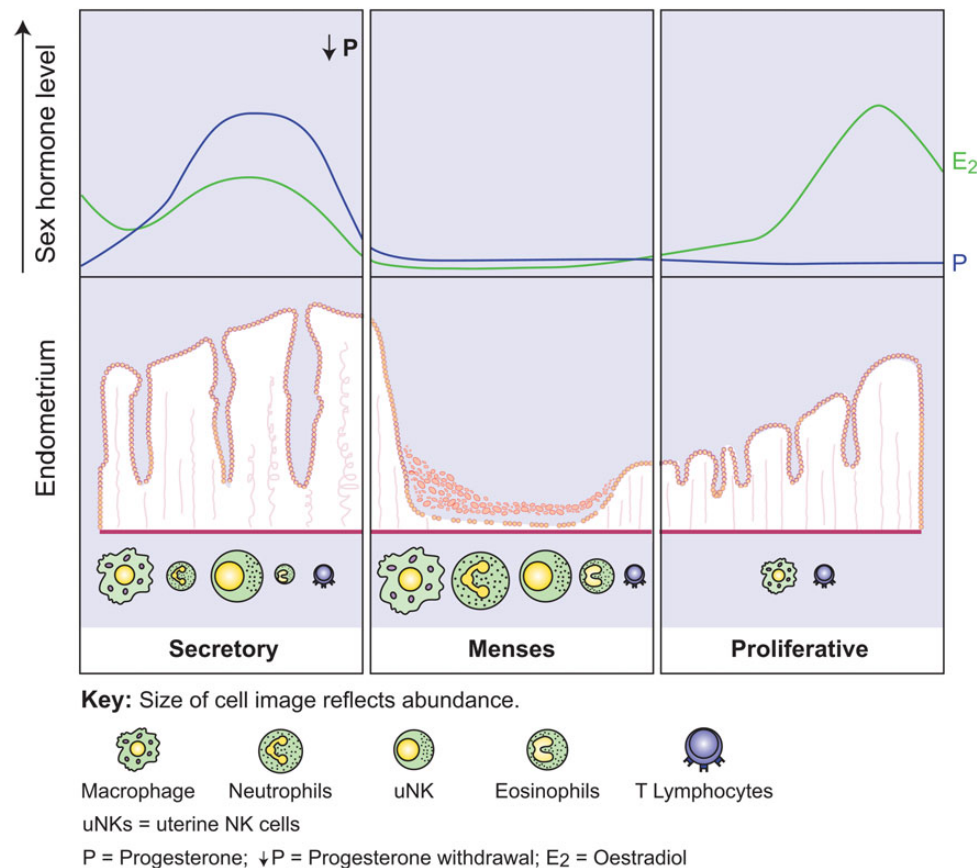 Sex hormone level
↓ P
E₂
P
Endometrium
Secretory
Menses
Proliferative
Key: Size of cell image reflects abundance.
Macrophage
Neutrophils
uNK
Eosinophils
T Lymphocytes
uNKs = uterine NK cells
P = Progesterone; ↓P = Progesterone withdrawal; E₂ = Oestradiol